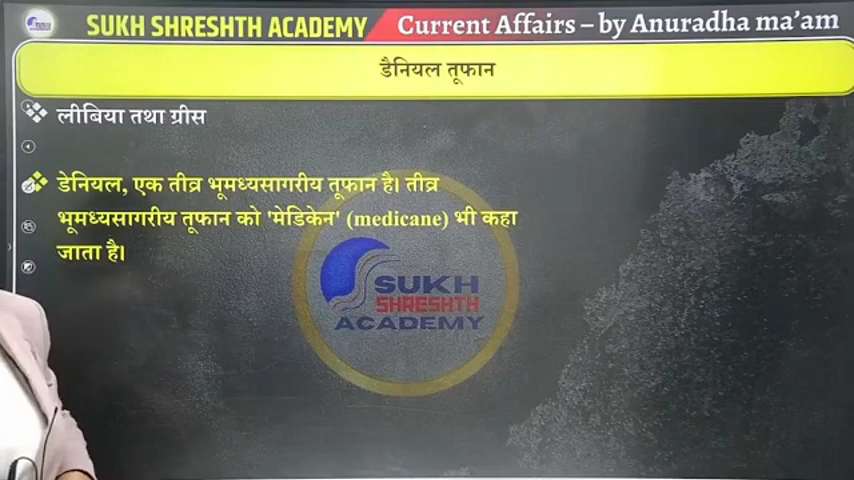 SUKH SHRESHTH ACADEMY
Current Affairs – by Anuradha ma’am
डैनियल तूफान
लीबिया तथा ग्रीस
डेनियल, एक तीव्र भूमध्यसागरीय तूफान है। तीव्र
भूमध्यसागरीय तूफान को 'मेडिकेन' (medicane) भी कहा
जाता है।
SUKH
SHRESHTH
ACADEMY